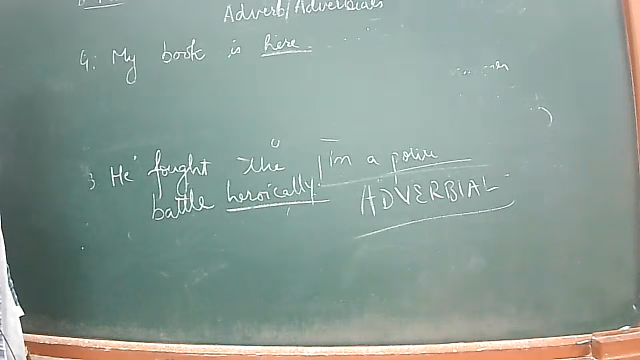 Adverb/Adverbials
4: My book is here.
3 He fought the / in a polite
battle heroically. ADVERBIAL